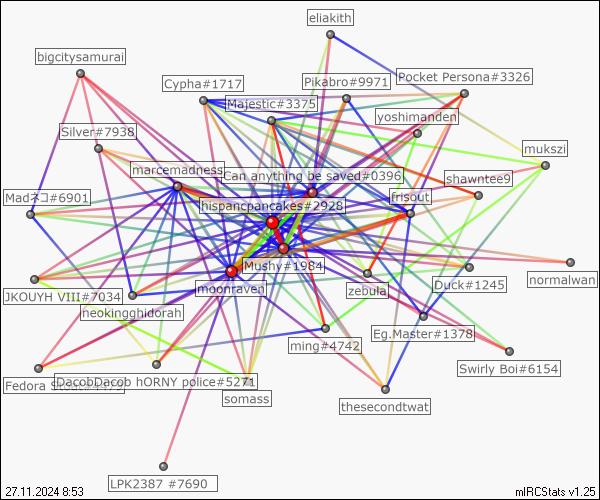 eliakith
bigcitysamurai
Cypha#1717
Pikabro#9971
Pocket Persona#3326
Majestic#3375
yoshimanden
Silver#7938
mukszi
marcemadness
Can anything be saved#0396
shawntee9
Madネコ#6901
hispancpancakes#2928
frisout
Mushy#1984
moonraven
zebula
Duck#1245
normalwan
JKOUYH VIII#7034
neokingghidorah
Eg.Master#1378
ming#4742
Swirly Boi#6154
Fedora
DacobDacob hORNY police#5271
somass
thesecondtwat
LPK2387 #7690
27.11.2024 8:53
mIRCStats v1.25